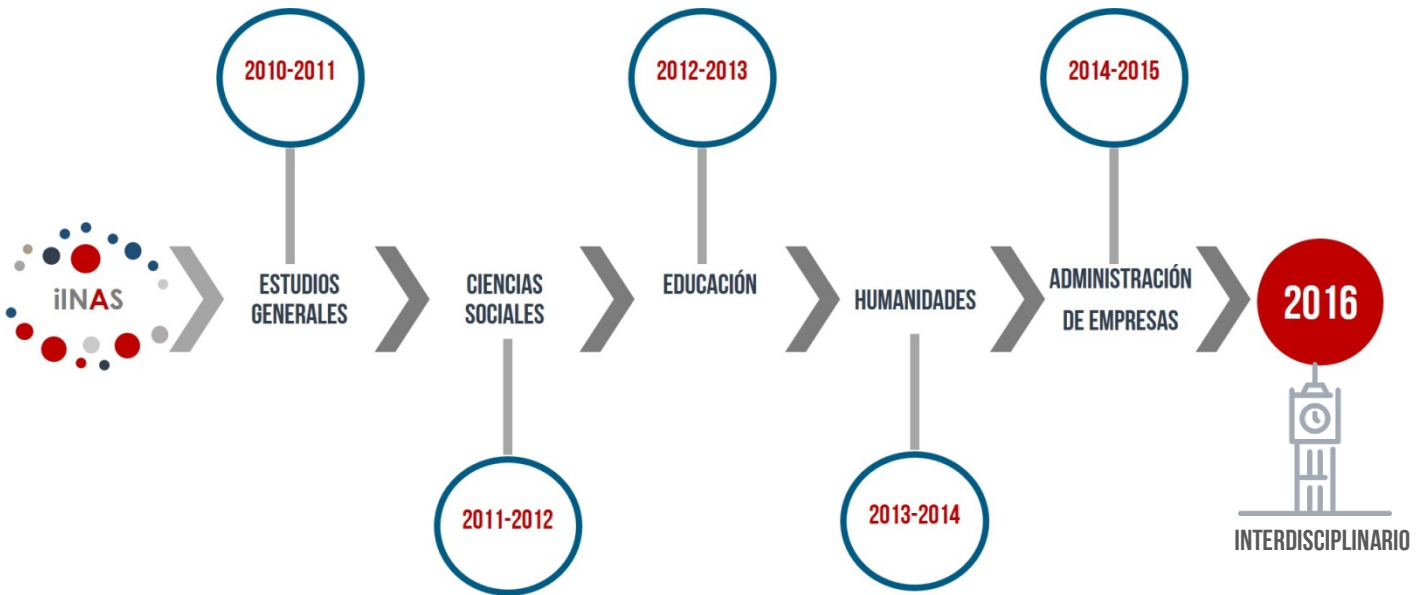 2010-2011
2012-2013
2014-2015
iINAS
ESTUDIOS
GENERALES
CIENCIAS
SOCIALES
EDUCACIÓN
HUMANIDADES
ADMINISTRACIÓN
DE EMPRESAS
2016
2011-2012
2013-2014
INTERDISCIPLINARIO